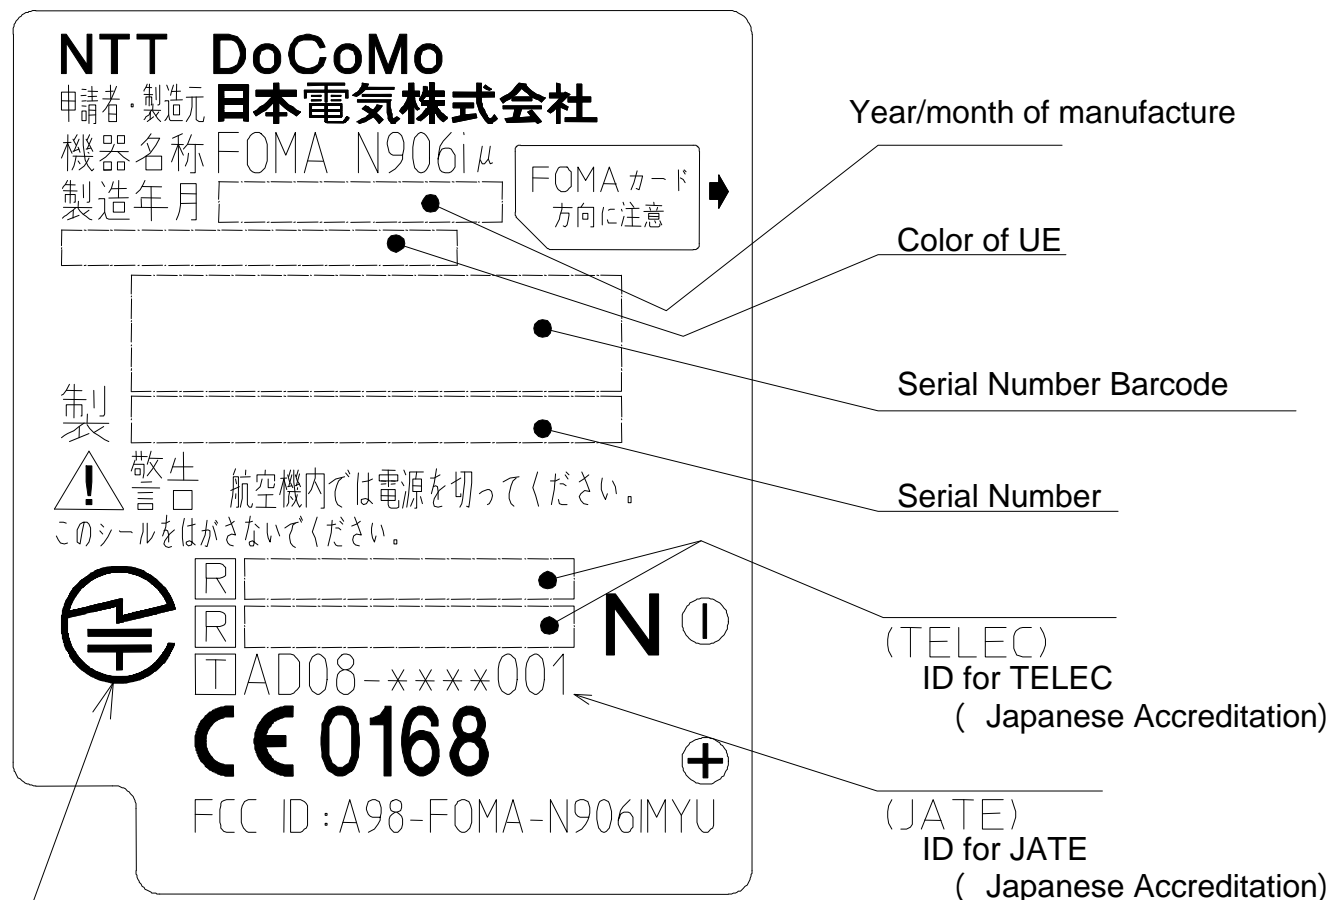 NTT DoCoMo
申請者・製造元 日本電気株式会社
機器名称 FOMA N906iμ
製造年月
FOMAカード
方向に注意
製
警告 航空機内では電源を切ってください。
このシールをはがさないでください。
R
R
N
T AD08-****001
CE 0168
FCC ID:A98-FOMA-N906IMYU
Year/month of manufacture
Color of UE
Serial Number Barcode
Serial Number
(TELEC)
ID for TELEC
( Japanese Accreditation)
(JATE)
ID for JATE
( Japanese Accreditation)